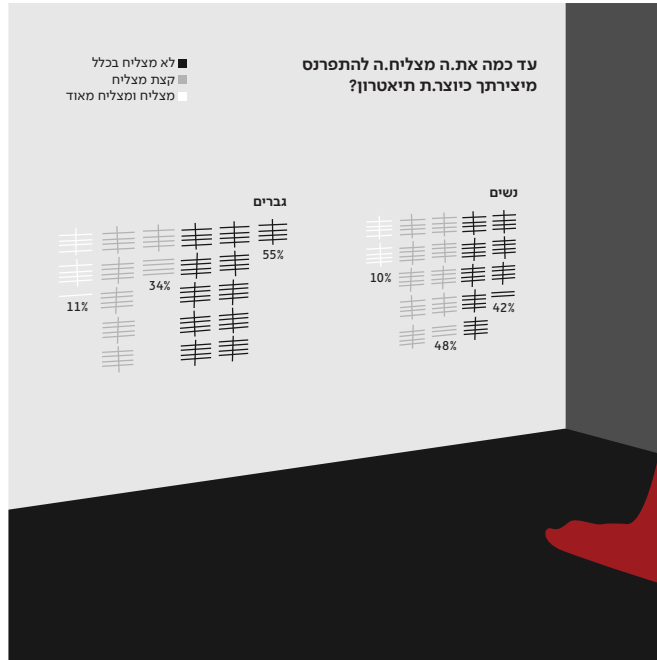 עד כמה את.ה מצליח.ה להתפרנס
מיצירתך כיוצר.ת תיאטרון?
לא מצליח בכלל
קצת מצליח
מצליח ומצליח מאוד
נשים
42%
48%
10%
גברים
55%
34%
11%